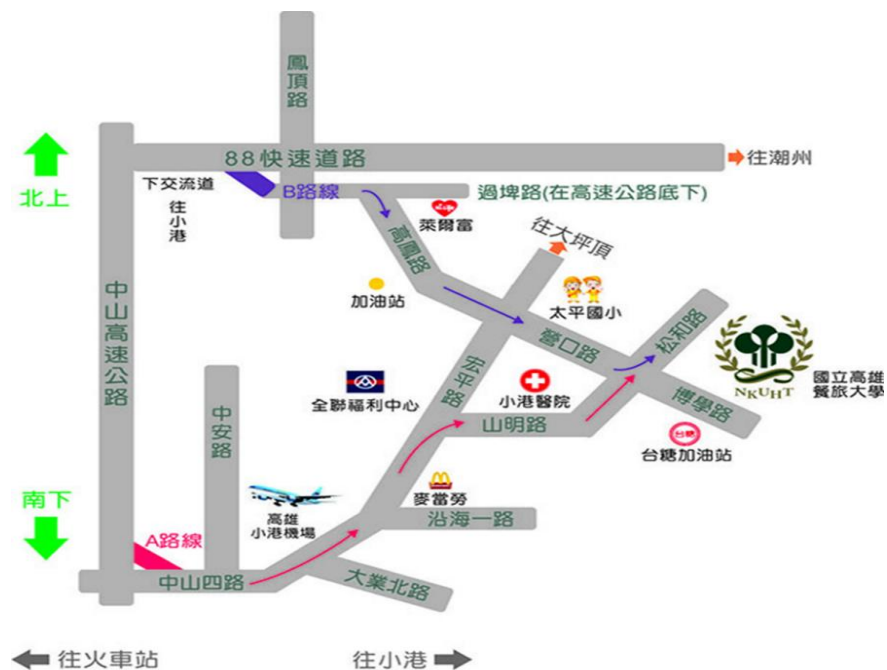 鳳頂路
88快速道路
往潮州
北上
下交流道
往小港
B路線
過埤路(在高速公路底下)
萊爾富
高鳳路
往大坪頂
加油站
太平國小
中山高速公路
營口路
松和路
宏平路
NKUHT
國立高雄
餐旅大學
全聯福利中心
小港醫院
博學路
中安路
山明路
台糖
台糖加油站
南下
麥當勞
高雄
小港機場
沿海一路
A路線
中山四路
大業北路
往火車站
往小港